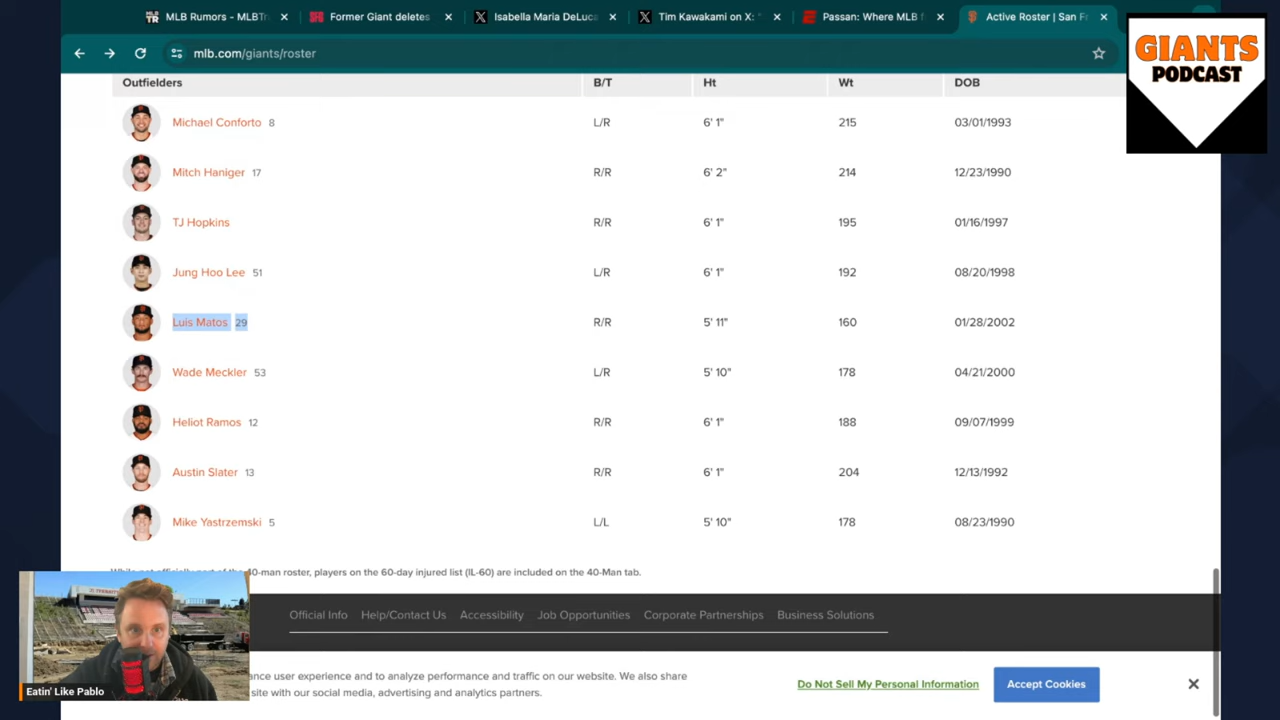 MLB Rumors - MLBTr
Former Giant deletes
Isabella Maria DeLuca
Tim Kawakami on X: "
Passan: Where MLB f
Active Roster | San Fr
mlb.com/giants/roster
GIANTS
PODCAST
Outfielders B/T Ht Wt DOB
Michael Conforto 8 L/R 6' 1" 215 03/01/1993
Mitch Haniger 17 R/R 6' 2" 214 12/23/1990
TJ Hopkins R/R 6' 1" 195 01/16/1997
Jung Hoo Lee 51 L/R 6' 1" 192 08/20/1998
Luis Matos 29 R/R 5' 11" 160 01/28/2002
Wade Meckler 53 L/R 5' 10" 178 04/21/2000
Heliot Ramos 12 R/R 6' 1" 188 09/07/1999
Austin Slater 13 R/R 6' 1" 204 12/13/1992
Mike Yastrzemski 5 L/L 5' 10" 178 08/23/1990
While not officially part of the 40-man roster, players on the 60-day injured list (IL-60) are included on the 40-Man tab.
Official Info Help/Contact Us Accessibility Job Opportunities Corporate Partnerships Business Solutions
ance user experience and to analyze performance and traffic on our website. We also share
site with our social media, advertising and analytics partners.
Do Not Sell My Personal Information
Accept Cookies
Eatin' Like Pablo